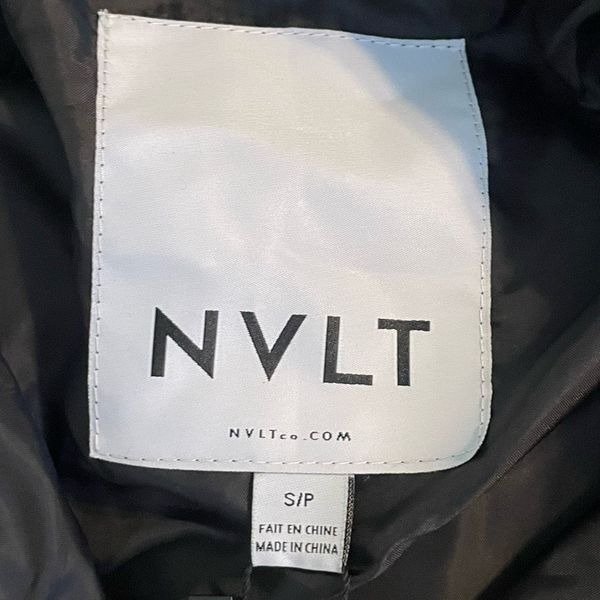 NVLT
NVLTco.COM
S/P
FAIT EN CHINE
MADE IN CHINA